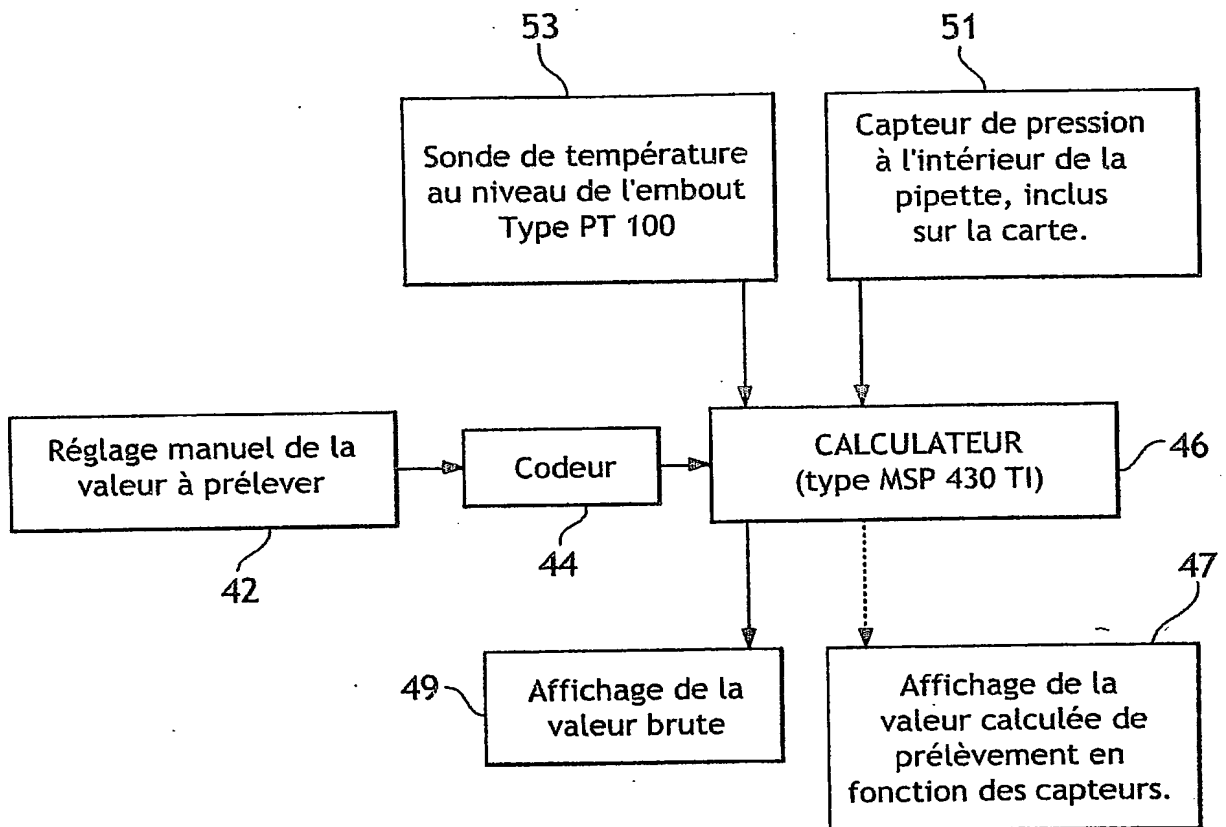 53
51
Sonde de température
au niveau de l'embout
Type PT 100
Capteur de pression
à l'intérieur de la
pipette, inclus
sur la carte.
Réglage manuel de la
valeur à prélever
Codeur
CALCULATEUR
(type MSP 430 TI)
46
42
44
47
49
Affichage de la
valeur brute
Affichage de la
valeur calculée de
prélèvement en
fonction des capteurs.